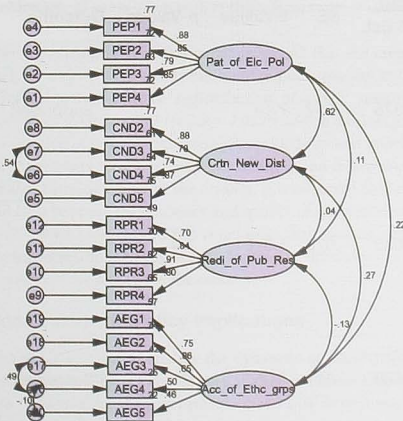 .77
e4 PEP1 .88
e3 PEP2 .85
e2 PEP3 .79
e1 PEP4 .85
Pat_of_Elc_Pol
.77
e8 CND2 .88
e7 CND3 .78
e6 CND4 .74
e5 CND5 .87
Crtn_New_Dist
.54
.49
e12 RPR1 .70
e11 RPR2 .84
e10 RPR3 .91
e9 RPR4 .80
Redi_of_Pub_Res
e19 AEG1 .75
e18 AEG2 .86
e17 AEG3 .65
AEG4 .50
AEG5 .46
Acc_of_Ethc_grps
.49
-.10
.62
.11
.22
.04
.27
-.13